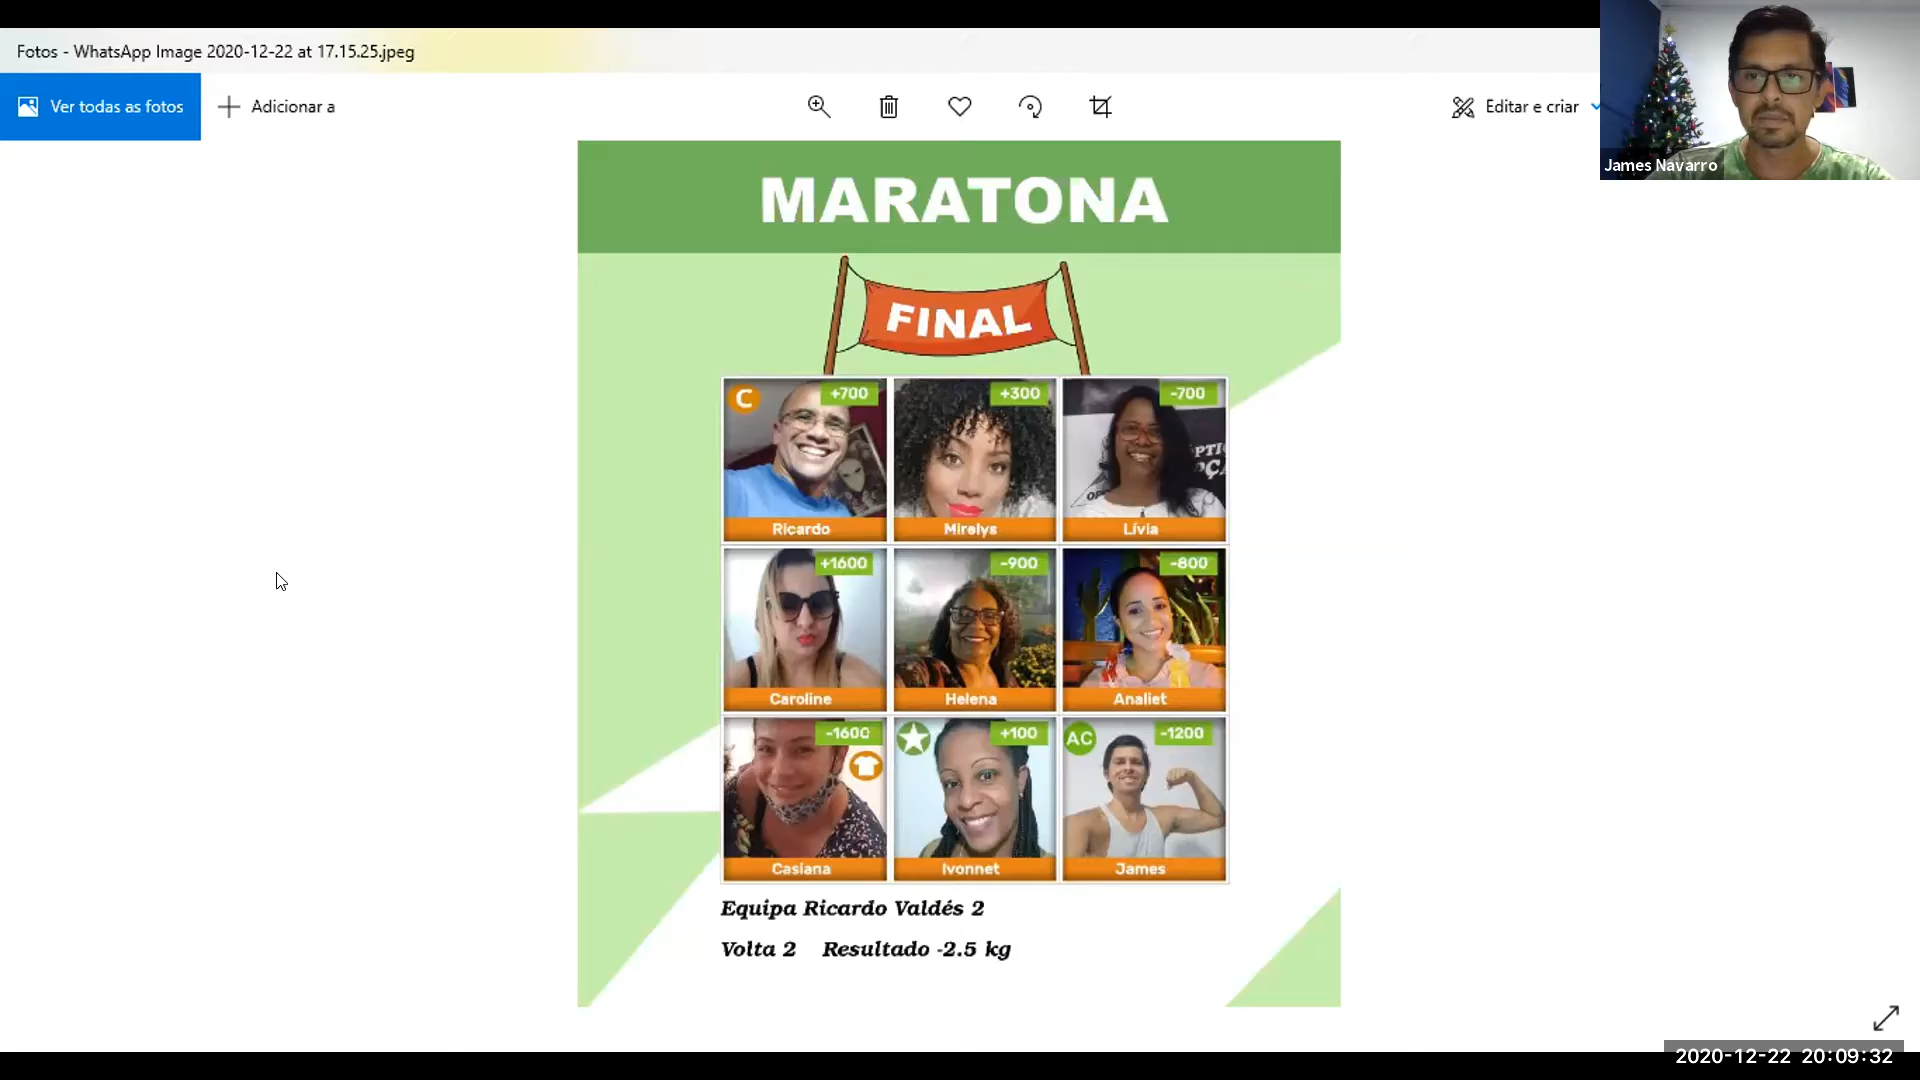 Fotos - WhatsApp Image 2020-12-22 at 17.15.25.jpeg
Ver todas as fotos
Adicionar a
Editar e criar
James Navarro
MARATONA
FINAL
C
+700
+300
-700
Ricardo
Mirelys
Lívia
+1600
-900
-800
Caroline
Helena
Analiet
-1600
+100
AC
-1200
Casiana
Ivonnet
James
Equipa Ricardo Valdés 2
Volta 2 Resultado -2.5 kg
2020-12-22 20:09:32